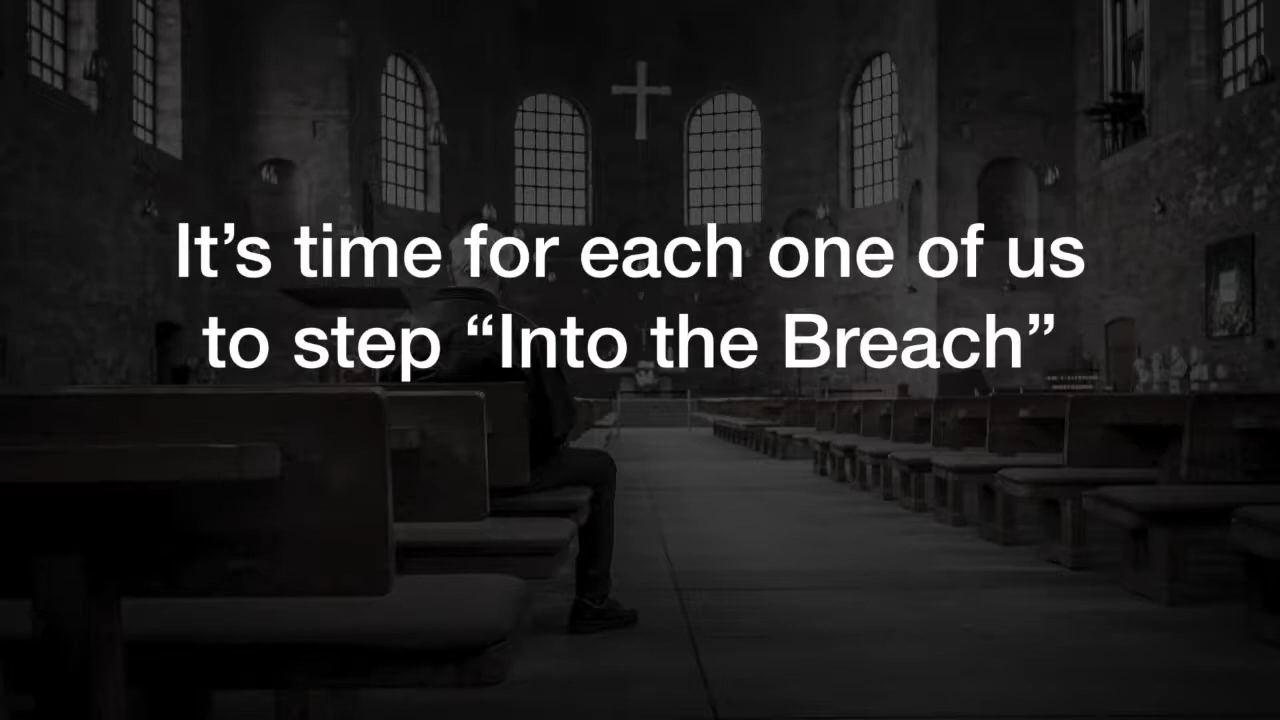 It’s time for each one of us
to step “Into the Breach”